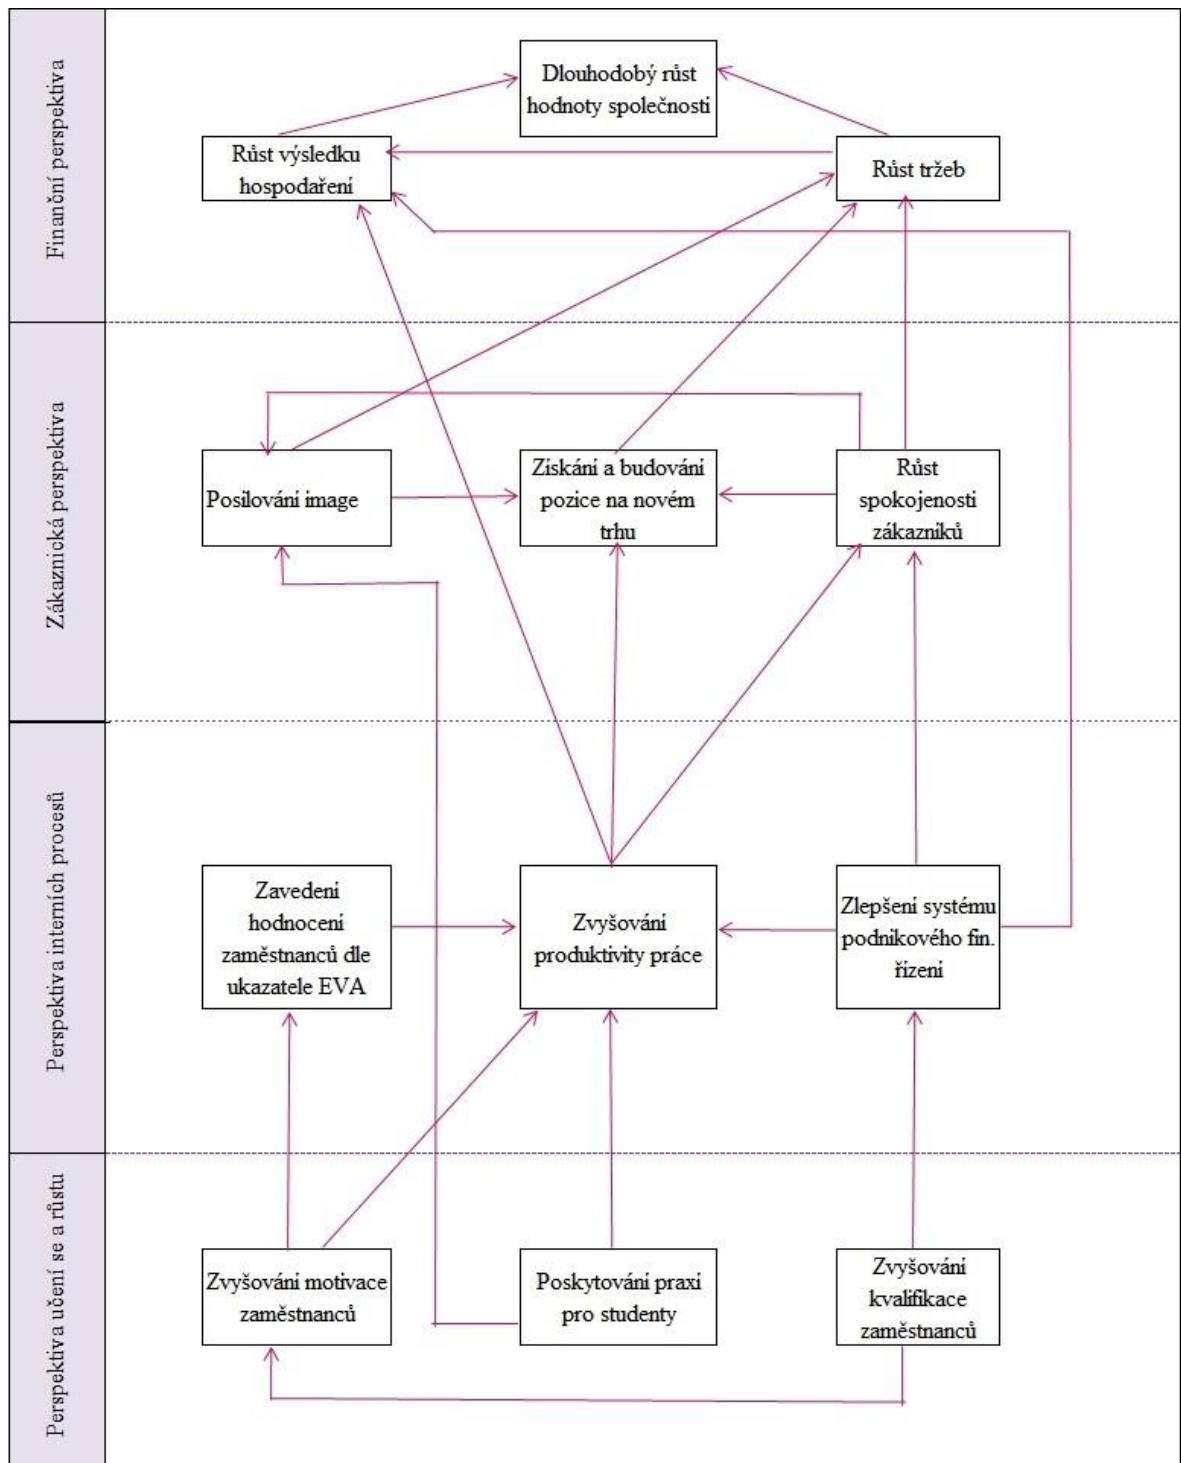 Finanční perspektiva
Dlouhodobý růst
hodnoty společnosti
Růst výsledku
hospodaření
Růst tržeb
Zákaznická perspektiva
Posilování image
Získání a budování
pozice na novém
trhu
Růst
spokojenosti
zákazníků
Perspektiva interních procesů
Zavedení
hodnocení
zaměstnanců dle
ukazatele EVA
Zvyšování
produktivity práce
Zlepšení systému
podnikového fin.
řízení
Perspektiva učení se a růstu
Zvyšování motivace
zaměstnanců
Poskytování praxi
pro studenty
Zvyšování
kvalifikace
zaměstnanců